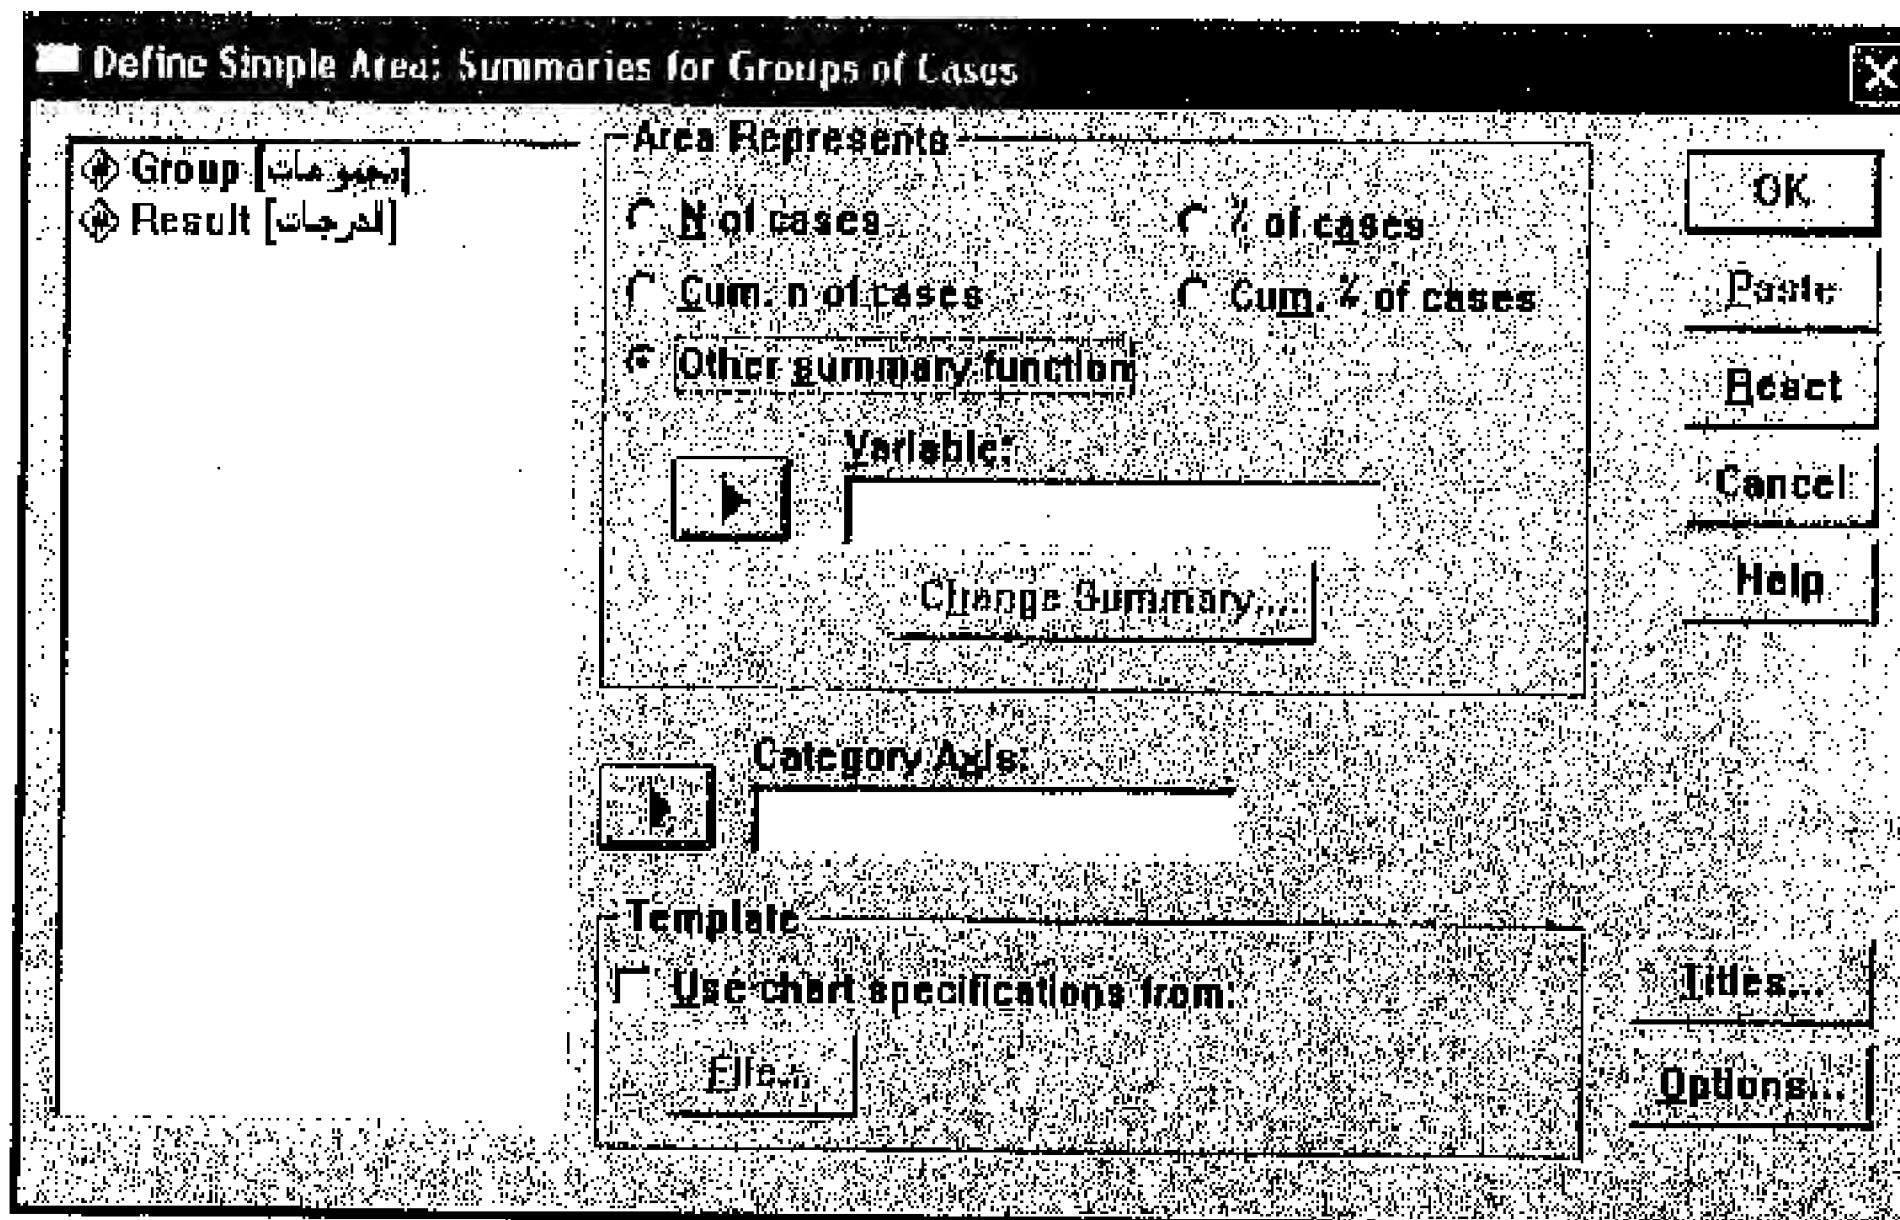 Define Simple Area: Summaries for Groups of Cases
Group
Result [الدرجات]
Area Represents
N of cases
% of cases
Cum. n of cases
Cum. % of cases
Other summary function
Variable:
Change Summary...
Category Axis:
Template
Use chart specifications from:
File...
OK
Paste
Reset
Cancel
Help
Titles...
Options...